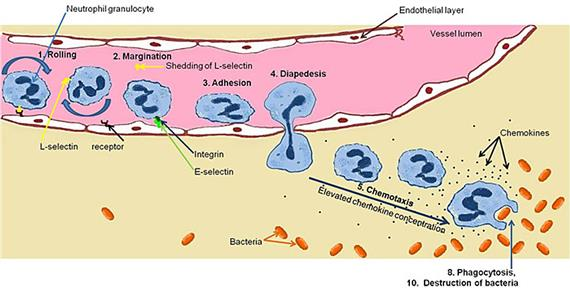 Neutrophil granulocyte
Endothelial layer
Vessel lumen
1. Rolling
2. Margination
Shedding of L-selectin
3. Adhesion
4. Diapedesis
L-selectin
receptor
Integrin
E-selectin
Chemokines
5. Chemotaxis
Elevated chemokine concentration
Bacteria
8. Phagocytosis,
10. Destruction of bacteria